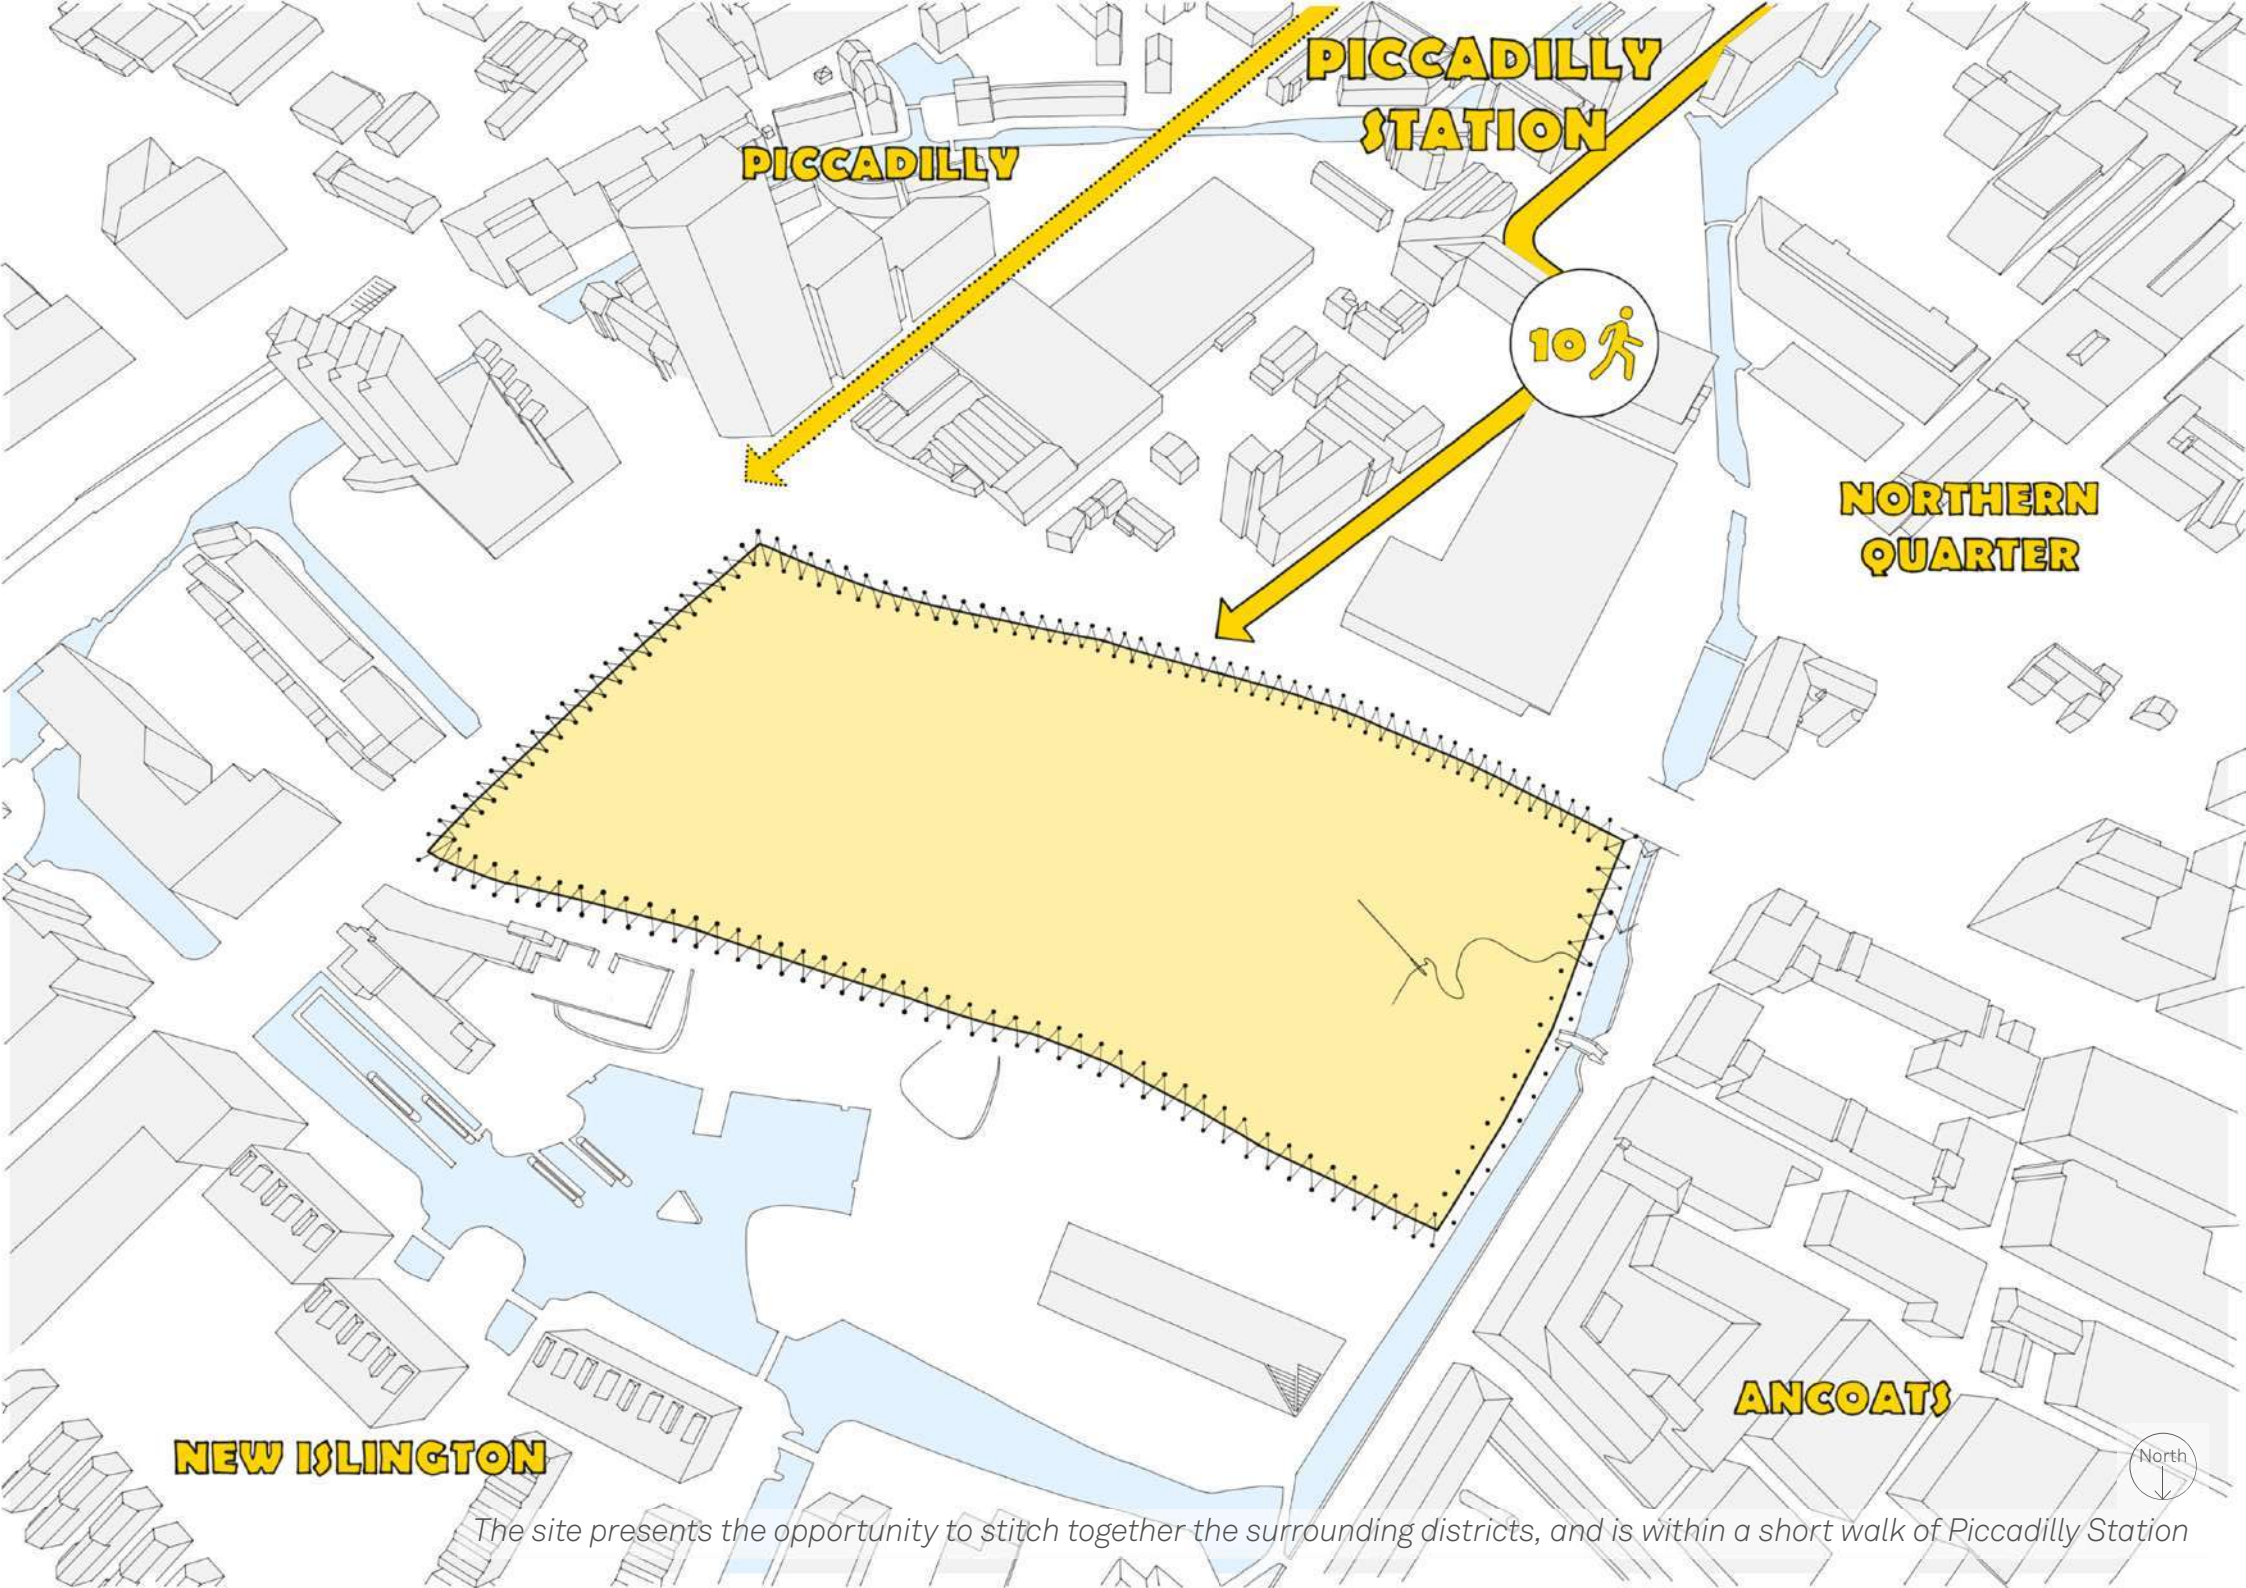 PICCADILLY
STATION
PICCADILLY
10
NORTHERN
QUARTER
ANCOATS
NEW ISLINGTON
North
The site presents the opportunity to stitch together the surrounding districts, and is within a short walk of Piccadilly Station